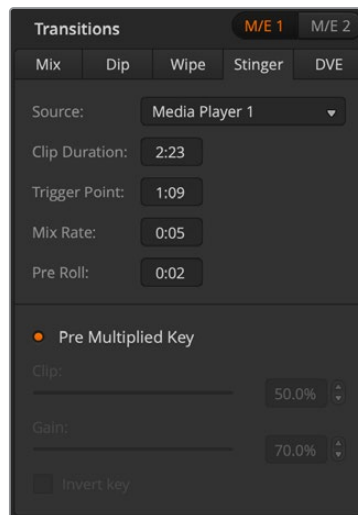 Transitions M/E 1 M/E 2
Mix Dip Wipe Stinger DVE
Source: Media Player 1
Clip Duration: 2:23
Trigger Point: 1:09
Mix Rate: 0:05
Pre Roll: 0:02
Pre Multiplied Key
Clip:
50.0%
Gain:
70.0%
Invert key